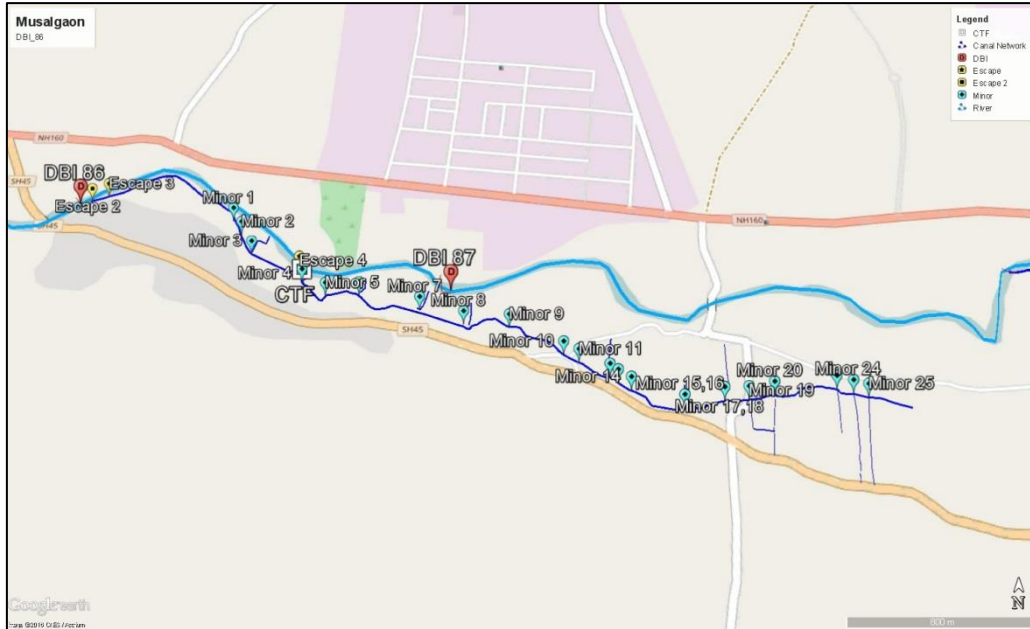 Musalgaon
DBI_86
Legend
CTF
Canal Network
DBI
Escape
Escape 2
Minor
River
NH160
SH45
DBI 86
Escape 3
Escape 2
SH45
Minor 1
Minor 2
Minor 3
NH160
Escape 4
Minor 4
CTF
Minor 5
DBI 87
Minor 7
Minor 8
Minor 9
SH45
Minor 10
Minor 11
Minor 14
Minor 15,16
Minor 17,18
Minor 20
Minor 19
Minor 24
Minor 25
Google earth
N
800 m